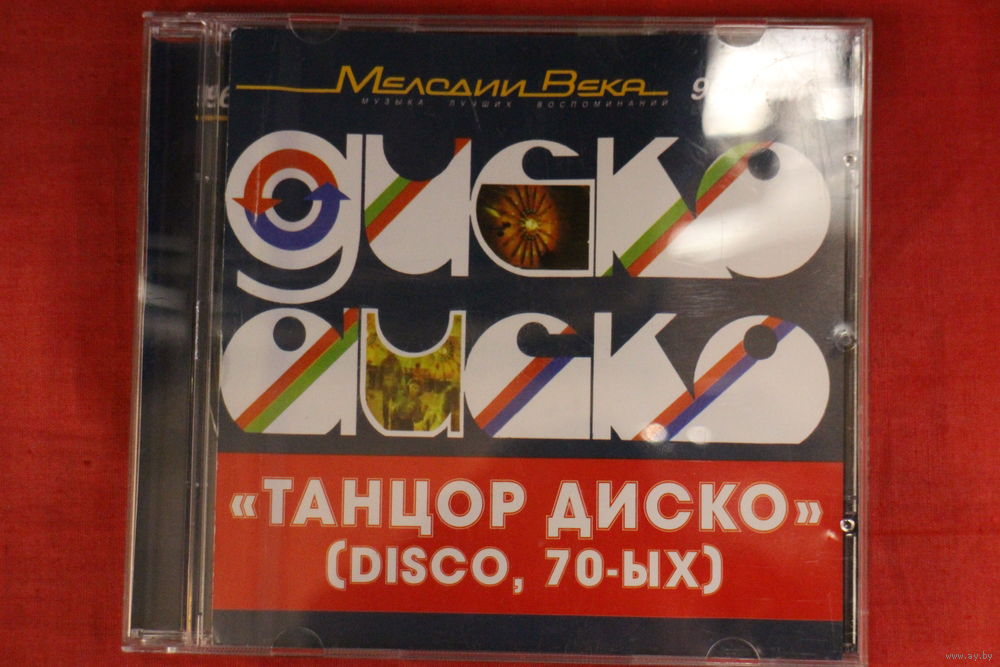 Мелодии Века
МУЗЫКА ЛУЧШИХ ВОСПОМИНАНИЙ
диско
диско
«ТАНЦОР ДИСКО»
(DISCO, 70-ЫХ)
www.ay.by